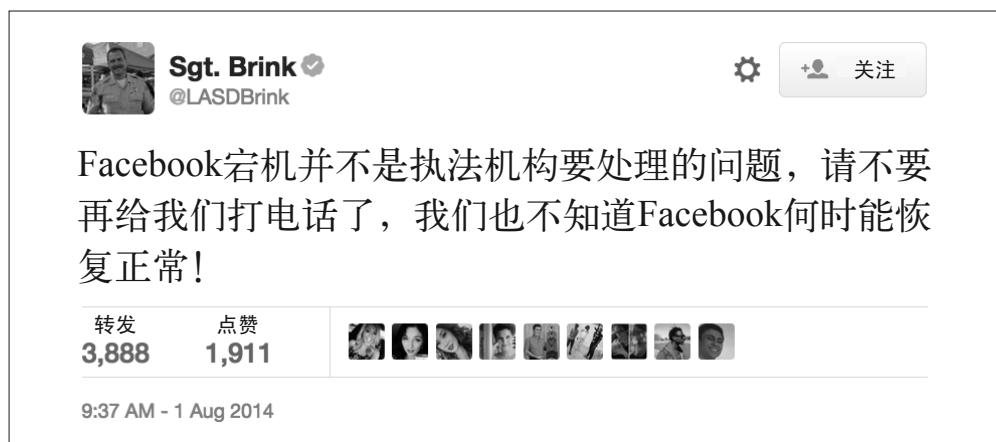 Sgt. Brink
@LASDBrink
关注
Facebook宕机并不是执法机构要处理的问题，请不要
再给我们打电话了，我们也不知道Facebook何时能恢
复正常！
转发 点赞
3,888 1,911
9:37 AM - 1 Aug 2014